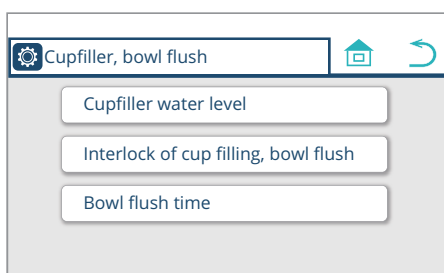 Cupfiller, bowl flush
Cupfiller water level
Interlock of cup filling, bowl flush
Bowl flush time